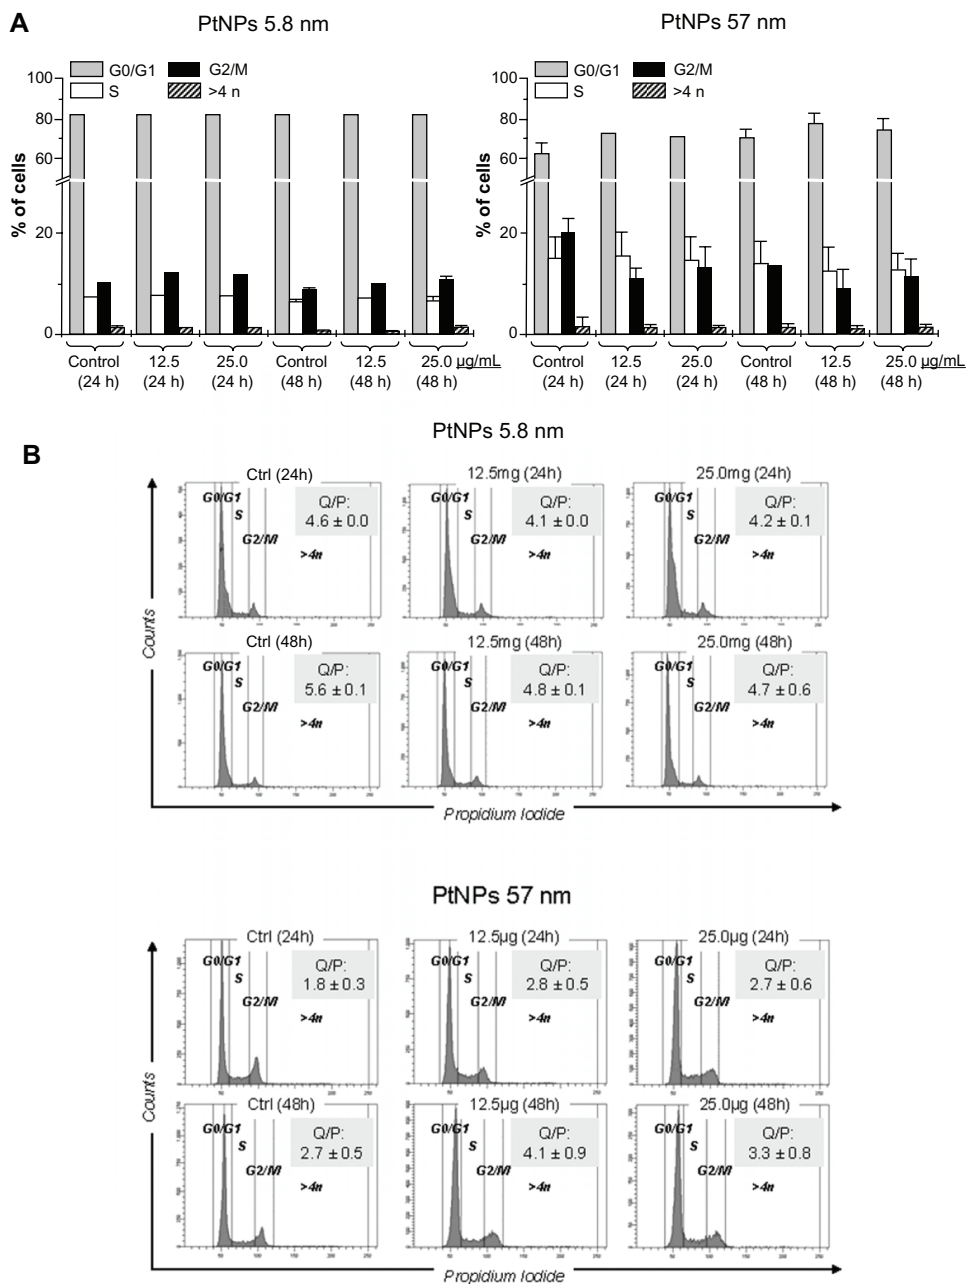 A
PtNPs 5.8 nm
PtNPs 57 nm
G0/G1
G2/M
S
>4 n
G0/G1
G2/M
S
>4 n
100
80
60
20
0
% of cells
100
80
60
20
0
% of cells
Control 12.5 25.0 Control 12.5 25.0 µg/mL
(24 h) (24 h) (24 h) (48 h) (48 h) (48 h)
Control 12.5 25.0 Control 12.5 25.0 µg/mL
(24 h) (24 h) (24 h) (48 h) (48 h) (48 h)
B
PtNPs 5.8 nm
Ctrl (24h)
G0/G1
S
G2/M
>4n
Q/P:
4.6 ± 0.0
12.5mg (24h)
G0/G1
S
G2/M
>4n
Q/P:
4.1 ± 0.0
25.0mg (24h)
G0/G1
S
G2/M
>4n
Q/P:
4.2 ± 0.1
Ctrl (48h)
G0/G1
S
G2/M
>4n
Q/P:
5.6 ± 0.1
12.5mg (48h)
G0/G1
S
G2/M
>4n
Q/P:
4.8 ± 0.1
25.0mg (48h)
G0/G1
S
G2/M
>4n
Q/P:
4.7 ± 0.6
Counts
Propidium Iodide
PtNPs 57 nm
Ctrl (24h)
G0/G1
S
G2/M
>4n
Q/P:
1.8 ± 0.3
12.5µg (24h)
G0/G1
S
G2/M
>4n
Q/P:
2.8 ± 0.5
25.0µg (24h)
G0/G1
S
G2/M
>4n
Q/P:
2.7 ± 0.6
Ctrl (48h)
G0/G1
S
G2/M
>4n
Q/P:
2.7 ± 0.5
12.5µg (48h)
G0/G1
S
G2/M
>4n
Q/P:
4.1 ± 0.9
25.0µg (48h)
G0/G1
S
G2/M
>4n
Q/P:
3.3 ± 0.8
Counts
Propidium Iodide